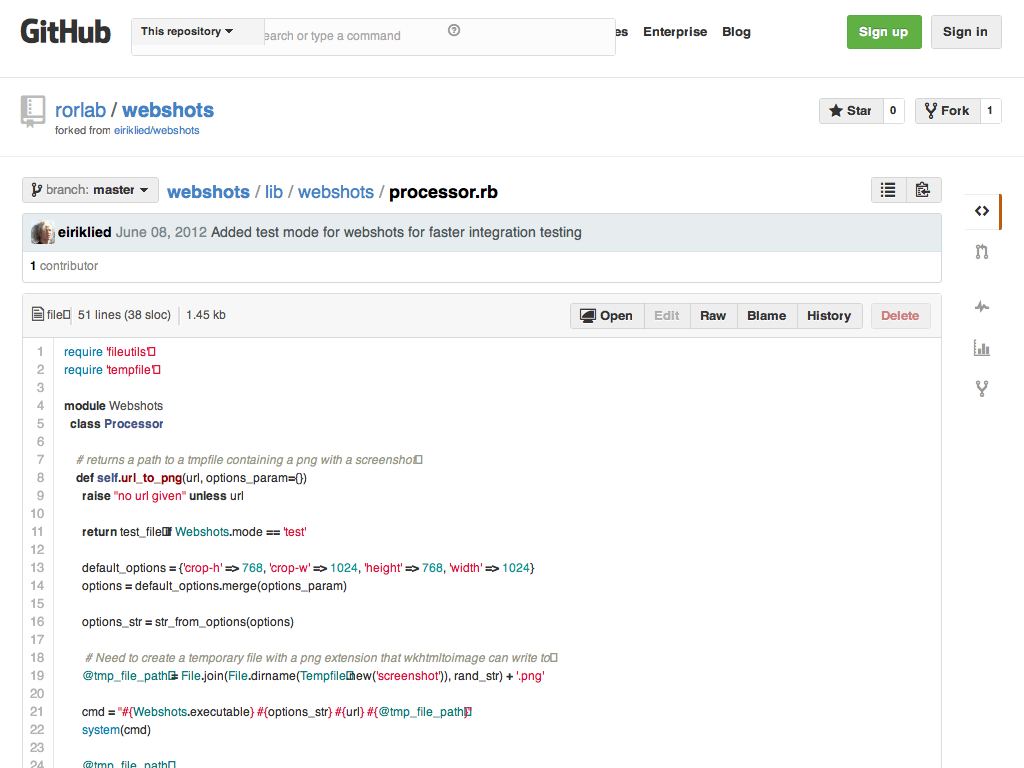 GitHub This repository earch or type a command es Enterprise Blog Sign up Sign in
rorlab / webshots Star 0 Fork 1
forked from eiriklied/webshots
branch: master webshots / lib / webshots / processor.rb
eiriklied June 08, 2012 Added test mode for webshots for faster integration testing
1 contributor
file 51 lines (38 sloc) 1.45 kb Open Edit Raw Blame History Delete
1 require 'fileutils'
2 require 'tempfile'
3
4 module Webshots
5 class Processor
6
7 # returns a path to a tmpfile containing a png with a screenshot
8 def self.url_to_png(url, options_param={})
9 raise "no url given" unless url
10
11 return test_file if Webshots.mode == 'test'
12
13 default_options = {'crop-h' => 768, 'crop-w' => 1024, 'height' => 768, 'width' => 1024}
14 options = default_options.merge(options_param)
15
16 options_str = str_from_options(options)
17
18 # Need to create a temporary file with a png extension that wkhtmltoimage can write to
19 @tmp_file_path = File.join(File.dirname(Tempfile.new('screenshot')), rand_str) + '.png'
20
21 cmd = "#{Webshots.executable} #{options_str} #{url} #{@tmp_file_path}"
22 system(cmd)
23
24 @tmp_file_path